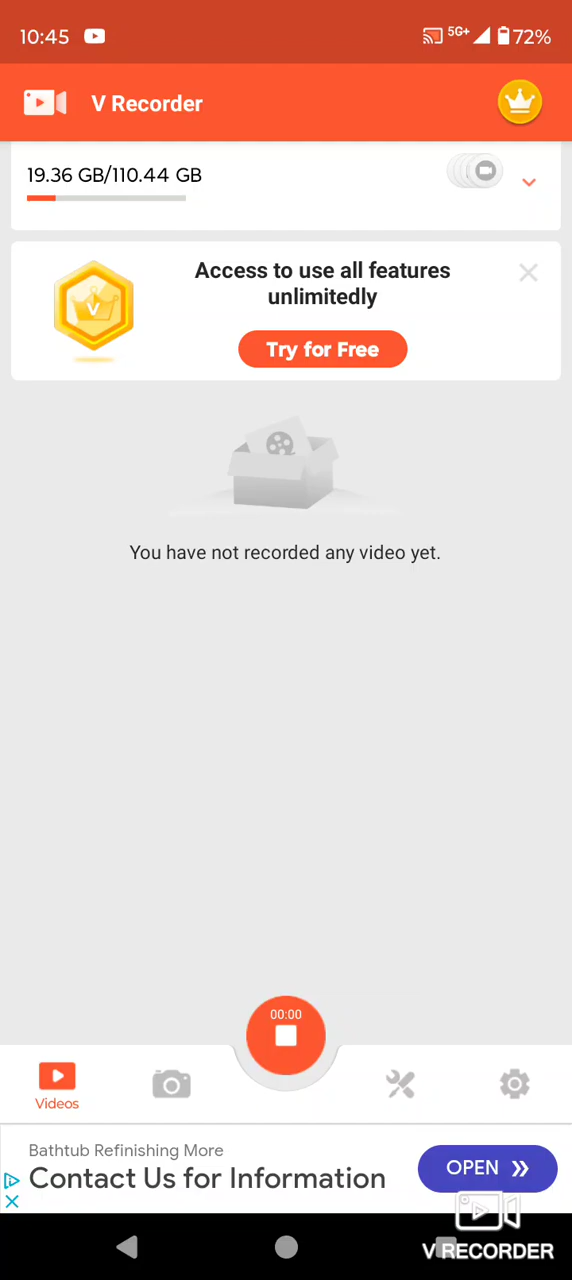 10:45
5G+
72%
V Recorder
19.36 GB/110.44 GB
Access to use all features
unlimitedly
Try for Free
You have not recorded any video yet.
00:00
Videos
Bathtub Refinishing More
Contact Us for Information
OPEN
V RECORDER